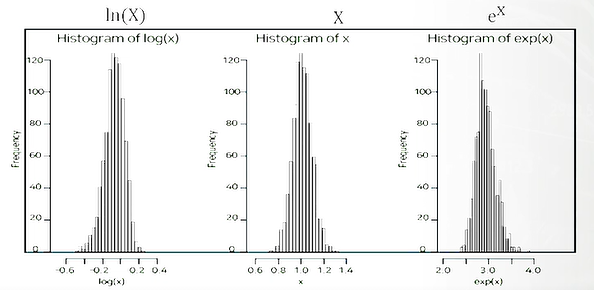 ln(X)
X
e^X
Histogram of log(x)
Histogram of x
Histogram of exp(x)
Frequency
120
100
80
60
40
20
0
-0.6 -0.2 0.2 0.4
log(x)
Frequency
120
100
80
60
40
20
0
0.6 0.8 1.0 1.2 1.4
x
Frequency
120
100
80
60
40
20
0
2.0 3.0 4.0
exp(x)